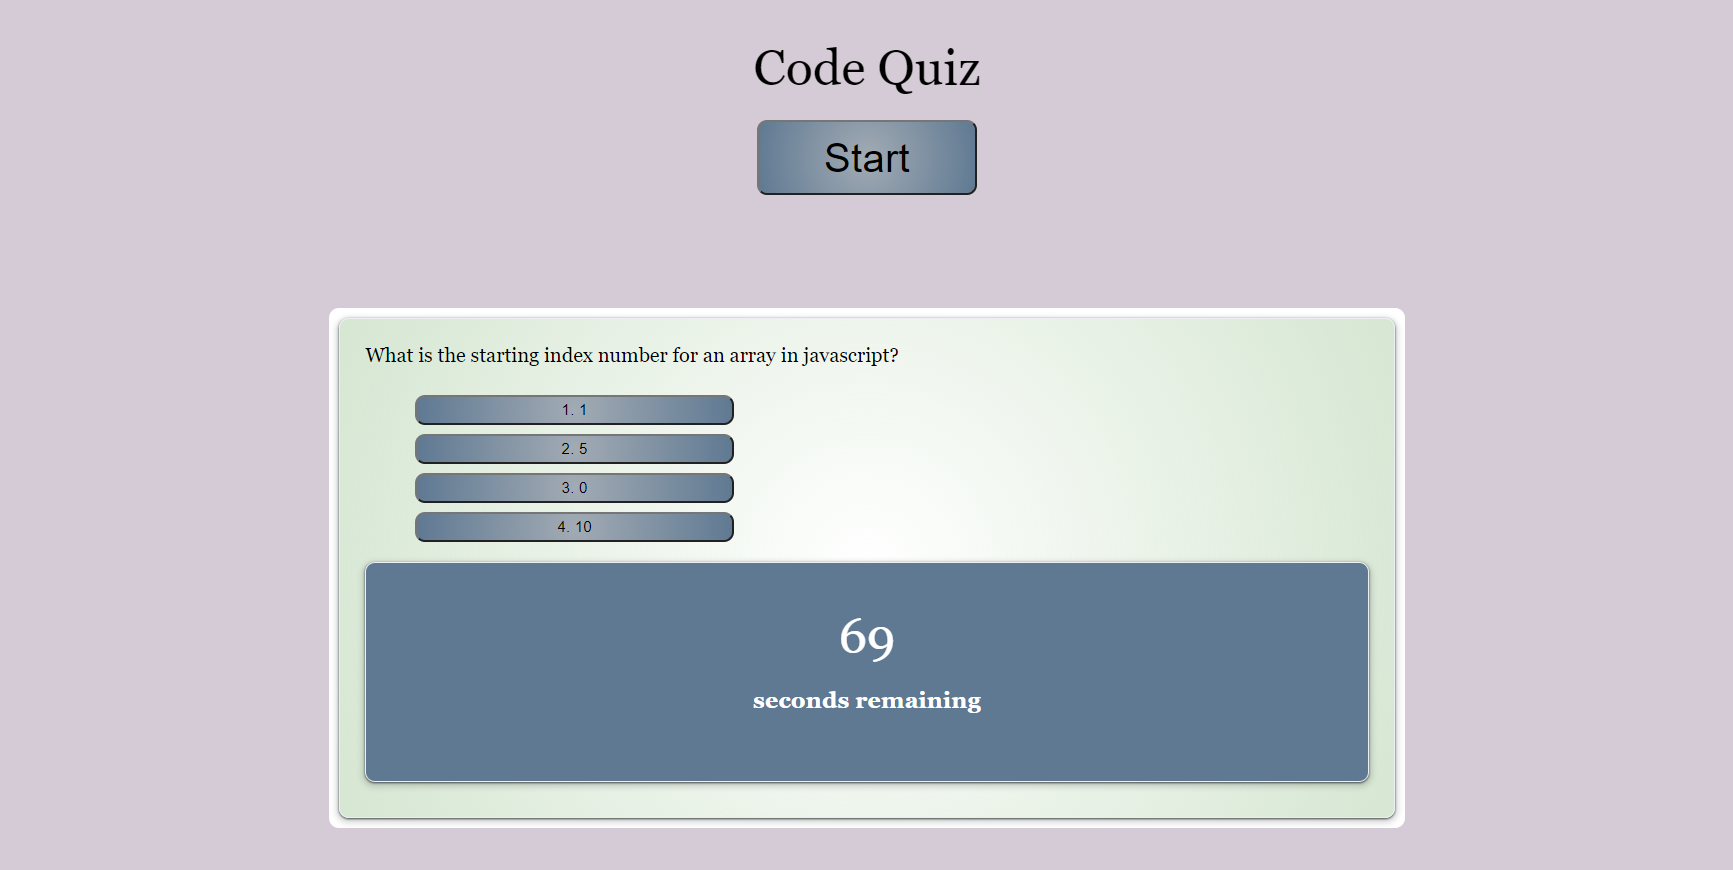 Code Quiz
Start
What is the starting index number for an array in javascript?
1. 1
2. 5
3. 0
4. 10
69
seconds remaining